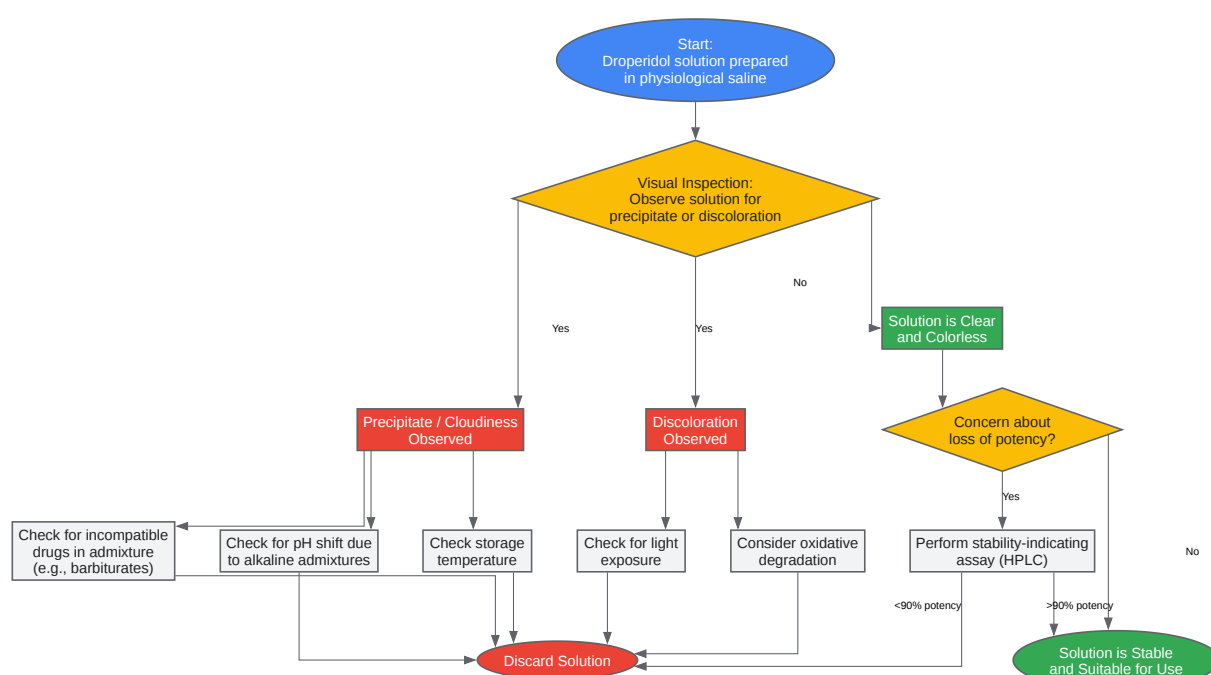 Start:
Droperidol solution prepared
in physiological saline
Visual Inspection:
Observe solution for
precipitate or discoloration
No
Yes
Yes
Solution is Clear
and Colorless
Precipitate / Cloudiness
Observed
Discoloration
Observed
Concern about
loss of potency?
Yes
Check for incompatible
drugs in admixture
(e.g., barbiturates)
Check for pH shift due
to alkaline admixtures
Check storage
temperature
Check for light
exposure
Consider oxidative
degradation
Perform stability-indicating
assay (HPLC)
No
<90% potency
>90% potency
Discard Solution
Solution is Stable
and Suitable for Use